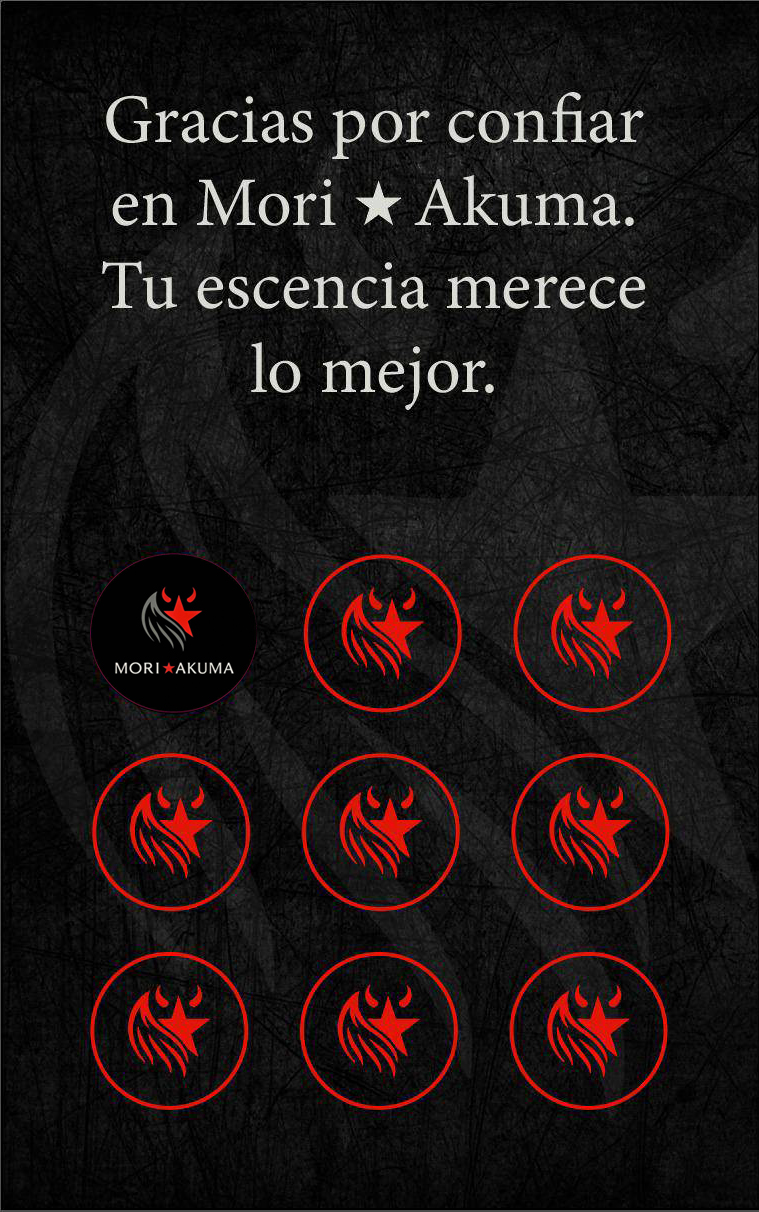 Gracias por confiar
en Mori ★ Akuma.
Tu escencia merece
lo mejor.
MORI★AKUMA